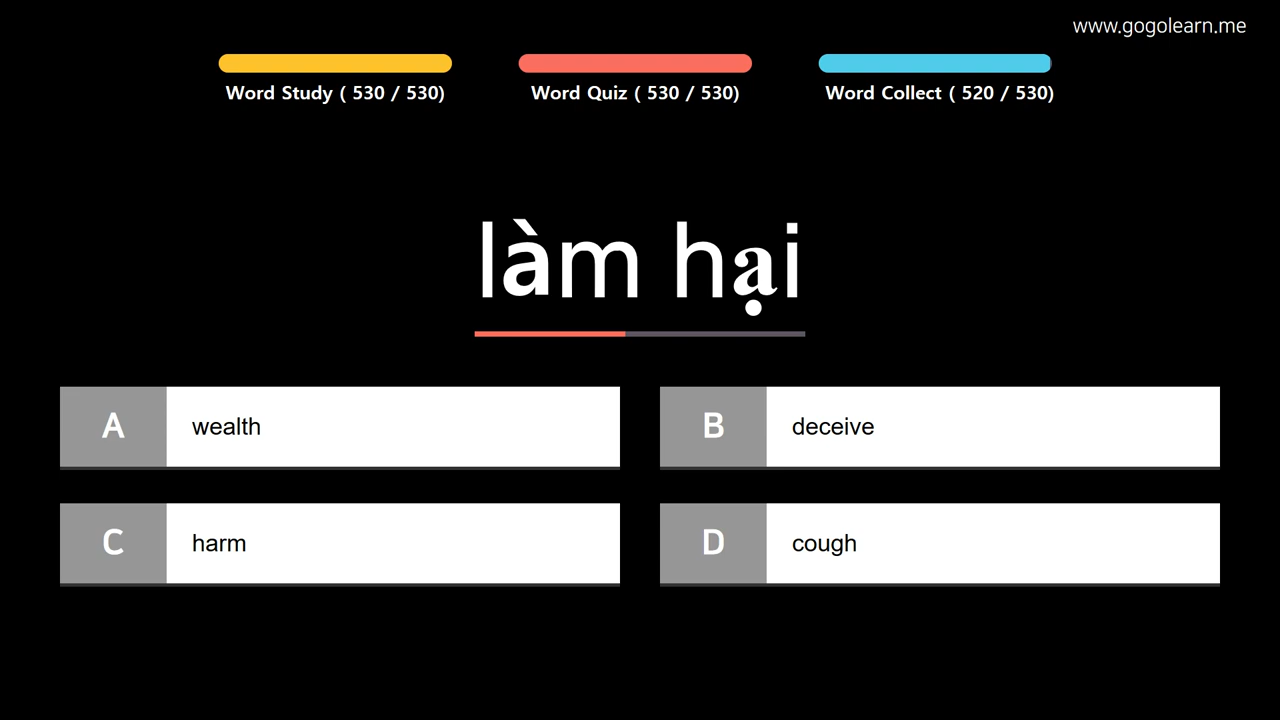 www.gogolearn.me
Word Study ( 530 / 530)
Word Quiz ( 530 / 530)
Word Collect ( 520 / 530)
làm hại
A wealth
B deceive
C harm
D cough